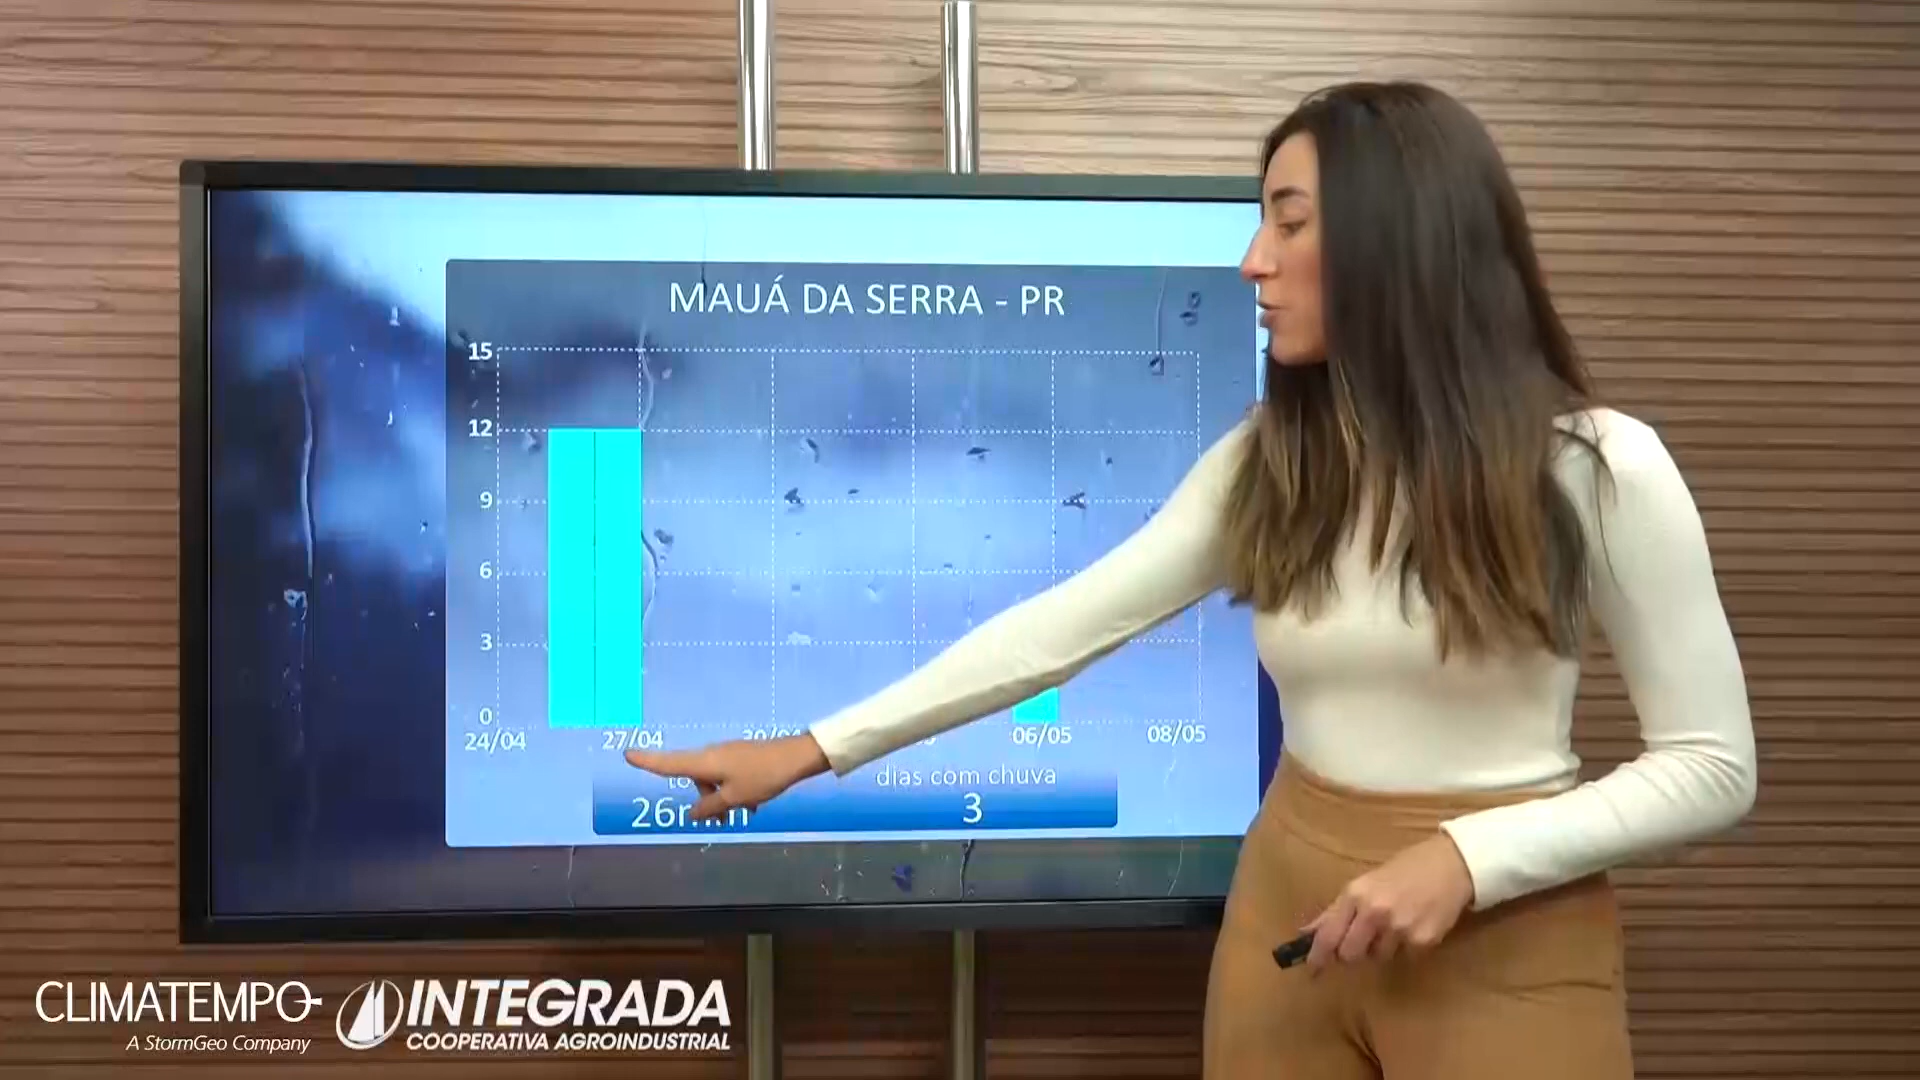 MAUÁ DA SERRA - PR
15
12
9
6
3
0
24/04 27/04 06/05 08/05
dias com chuva
3
CLIMATEMPO
A StormGeo Company
INTEGRADA
COOPERATIVA AGROINDUSTRIAL